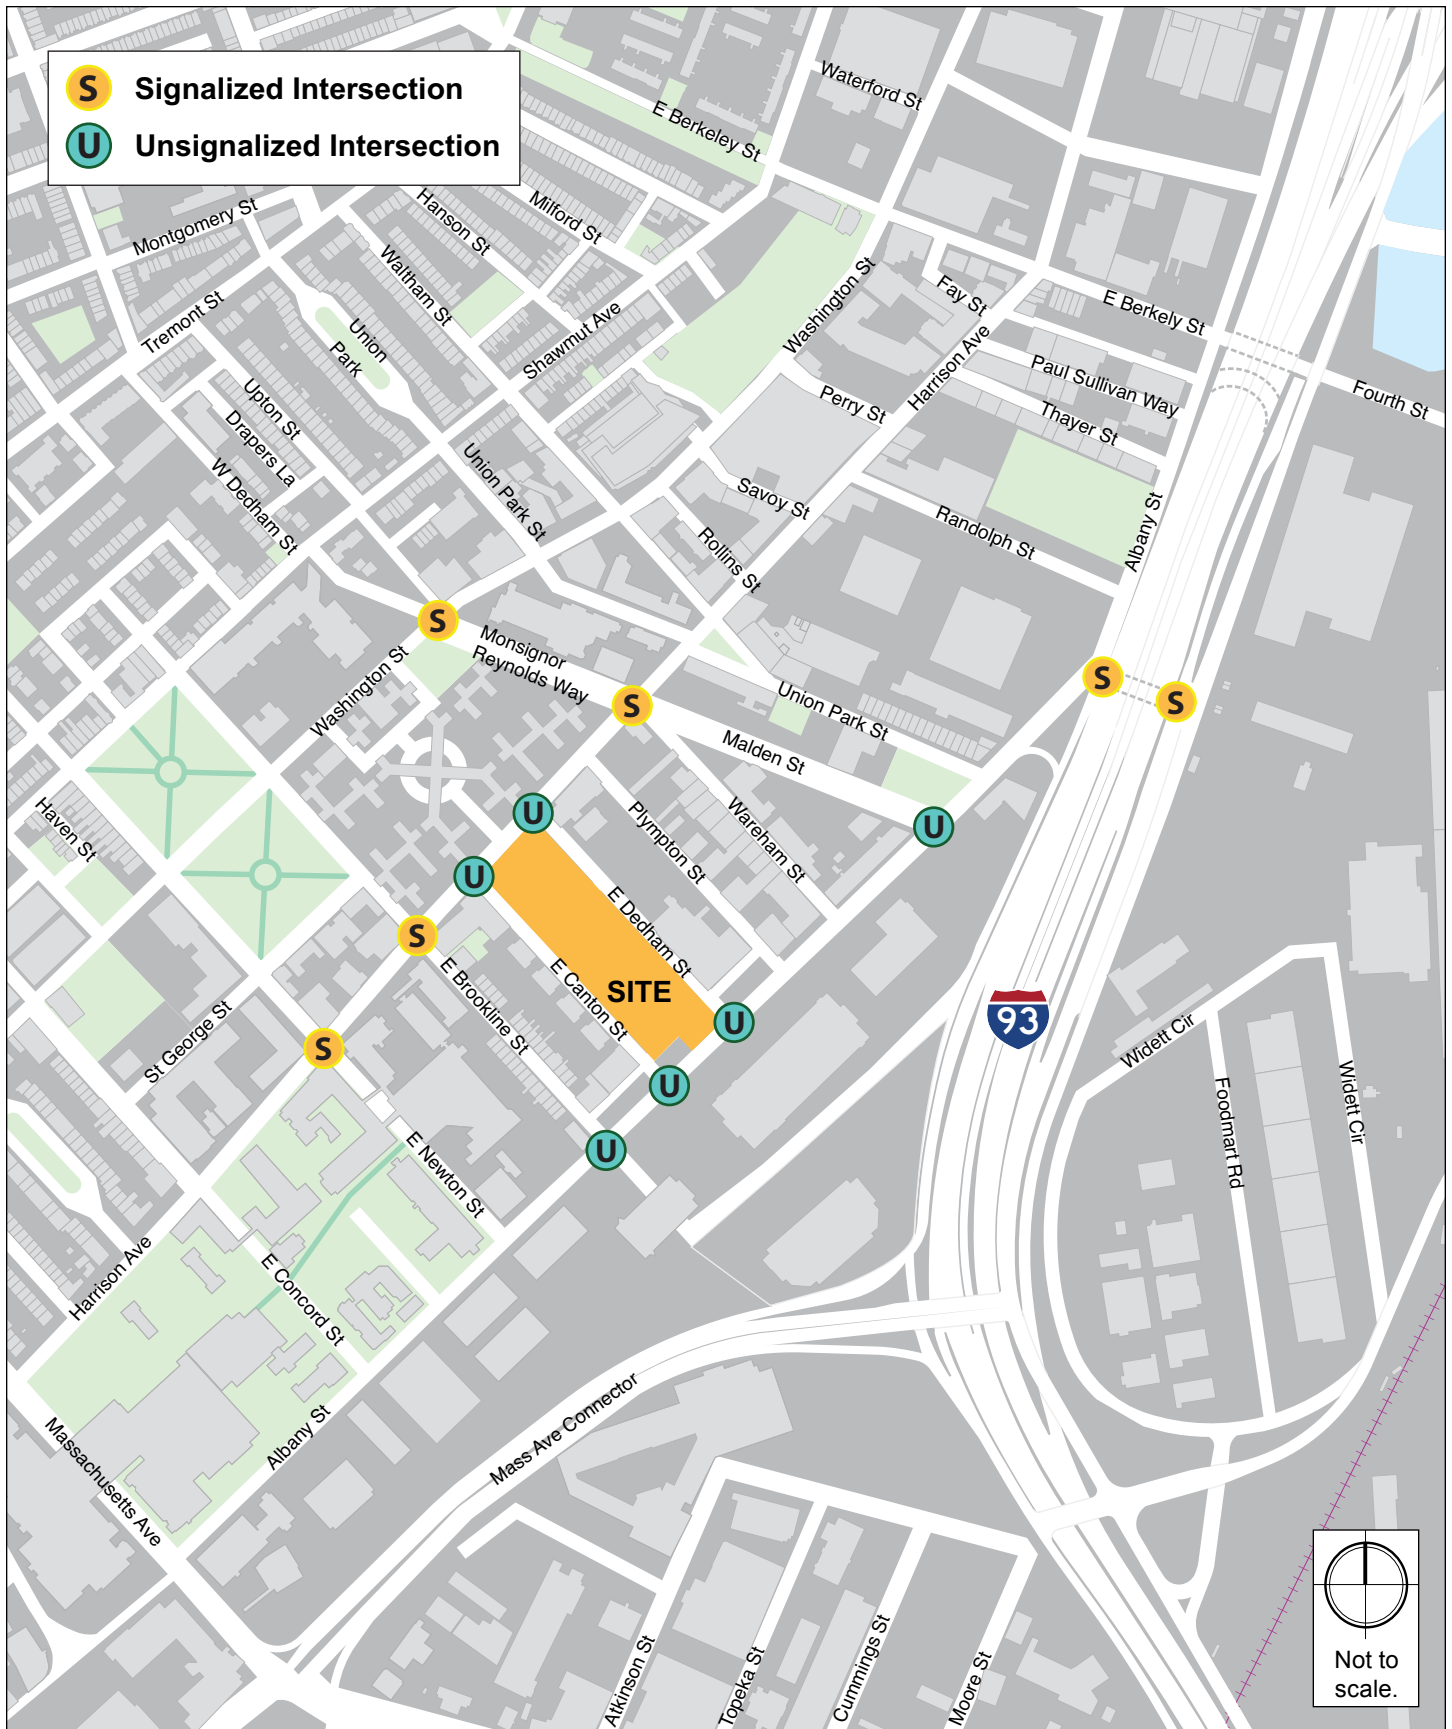 S Signalized Intersection
U Unsignalized Intersection
Waterford St
E Berkeley St
Montgomery St
Hanson St
Milford St
Waltham St
Tremont St
Union
Park
Shawmut Ave
Washington St
Fay St
E Berkely St
Harrison Ave
Paul Sullivan Way
Fourth St
Perry St
Thayer St
Upton St
Drapers La
W Dedham St
Union Park St
Savoy St
Randolph St
Albany St
Rollins St
S
Monsignor
Reynolds Way
Washington St
S
S
S
Union Park St
Malden St
U
U
Haven St
Plympton St
Wareham St
U
S
E Dedham St
E Canton St
SITE
E Brookline St
U
93
St George St
S
U
Widett Cir
Foodmart Rd
Widett Cir
U
E Newton St
Harrison Ave
E Concord St
Mass Ave Connector
Albany St
Massachusetts Ave
Atkinson St
Topeka St
Cummings St
Moore St
Not to
scale.